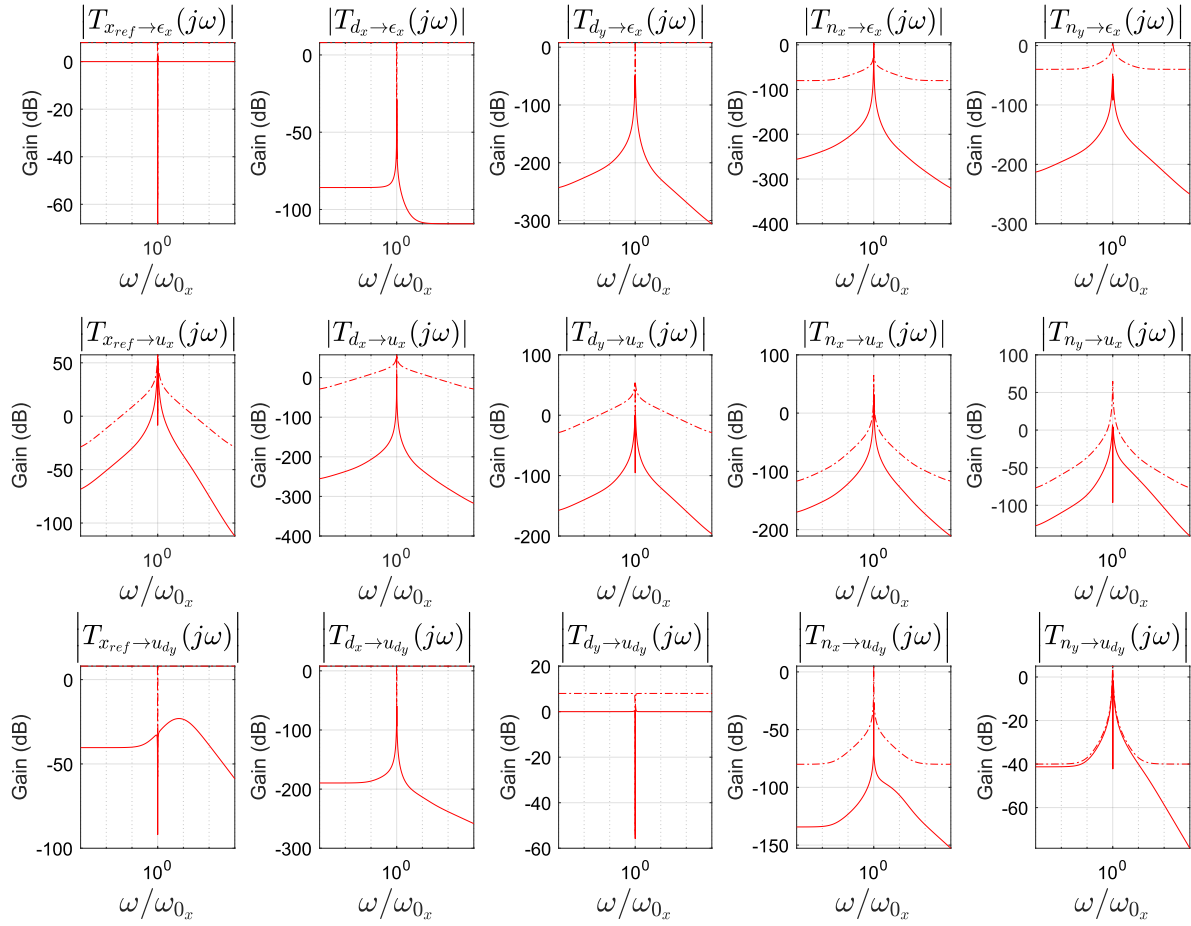 |T_{x_{ref}→ϵ_x}(jω)| |T_{d_x→ϵ_x}(jω)| |T_{d_y→ϵ_x}(jω)| |T_{n_x→ϵ_x}(jω)| |T_{n_y→ϵ_x}(jω)|
Gain (dB) 0 -20 -40 -60 Gain (dB) 0 -50 -100 Gain (dB) 0 -100 -200 -300 Gain (dB) 0 -100 -200 -300 -400 Gain (dB) 0 -100 -200 -300
10^0 10^0 10^0 10^0 10^0
ω/ω_{0_x} ω/ω_{0_x} ω/ω_{0_x} ω/ω_{0_x} ω/ω_{0_x}
|T_{x_{ref}→u_x}(jω)| |T_{d_x→u_x}(jω)| |T_{d_y→u_x}(jω)| |T_{n_x→u_x}(jω)| |T_{n_y→u_x}(jω)|
Gain (dB) 50 0 -50 -100 Gain (dB) 0 -100 -200 -300 -400 Gain (dB) 100 0 -100 -200 Gain (dB) 100 0 -100 -200 Gain (dB) 100 50 0 -50 -100
10^0 10^0 10^0 10^0 10^0
ω/ω_{0_x} ω/ω_{0_x} ω/ω_{0_x} ω/ω_{0_x} ω/ω_{0_x}
|T_{x_{ref}→u_{dy}}(jω)| |T_{d_x→u_{dy}}(jω)| |T_{d_y→u_{dy}}(jω)| |T_{n_x→u_{dy}}(jω)| |T_{n_y→u_{dy}}(jω)|
Gain (dB) 0 -50 -100 Gain (dB) 0 -100 -200 -300 Gain (dB) 20 0 -20 -40 -60 Gain (dB) 0 -50 -100 -150 Gain (dB) 0 -20 -40 -60
10^0 10^0 10^0 10^0 10^0
ω/ω_{0_x} ω/ω_{0_x} ω/ω_{0_x} ω/ω_{0_x} ω/ω_{0_x}